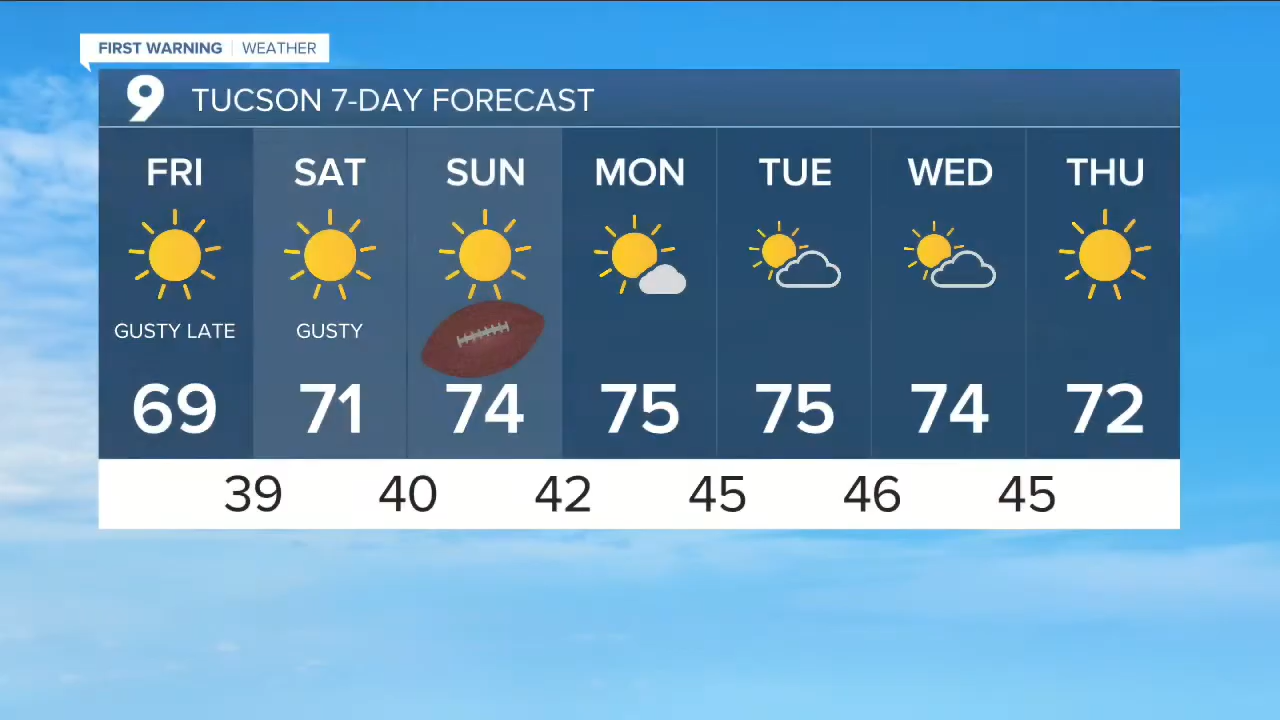 FIRST WARNING WEATHER
9 TUCSON 7-DAY FORECAST
FRI SAT SUN MON TUE WED THU
GUSTY LATE GUSTY
69 71 74 75 75 74 72
39 40 42 45 46 45